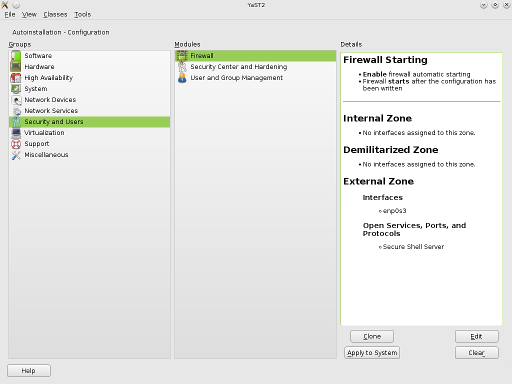 YaST2
File View Classes Tools
Autoinstallation - Configuration
Groups
Software
Hardware
High Availability
System
Network Devices
Network Services
Security and Users
Virtualization
Support
Miscellaneous
Modules
Firewall
Security Center and Hardening
User and Group Management
Details
Firewall Starting
• Enable firewall automatic starting
• Firewall starts after the configuration has
been written
Internal Zone
• No interfaces assigned to this zone.
Demilitarized Zone
• No interfaces assigned to this zone.
External Zone
Interfaces
enp0s3
Open Services, Ports, and
Protocols
Secure Shell Server
Clone Edit
Apply to System Clear
Help